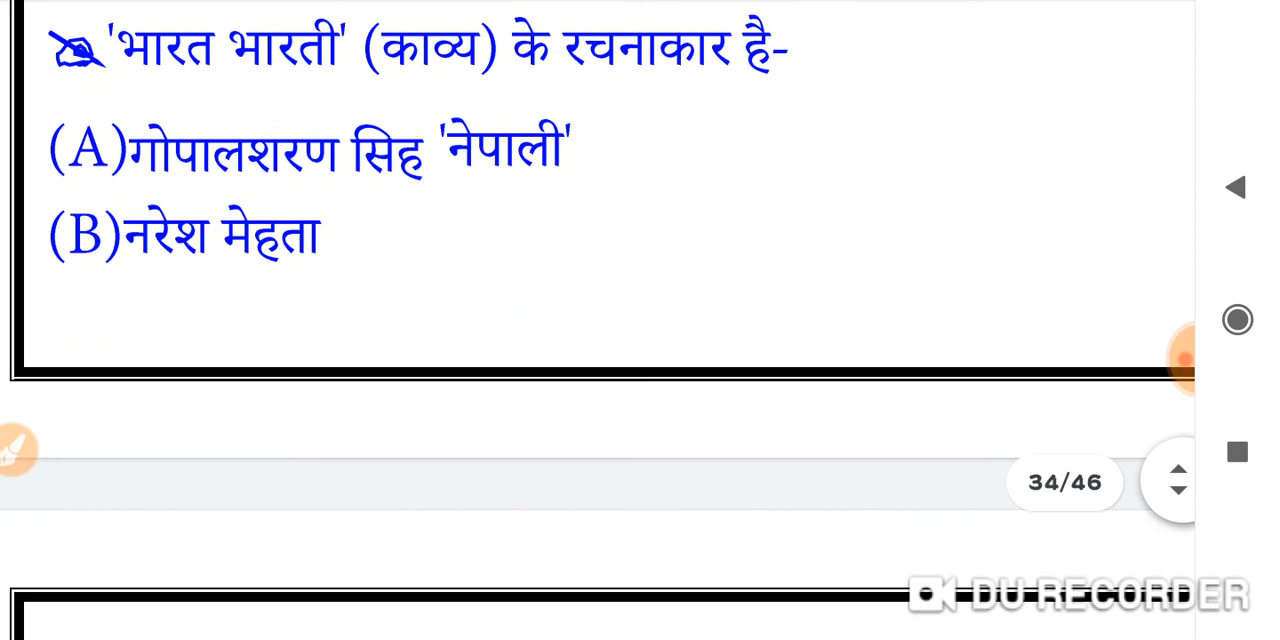 'भारत भारती' (काव्य) के रचनाकार है-
(A)गोपालशरण सिह 'नेपाली'
(B)नरेश मेहता
34/46
DU RECORDER